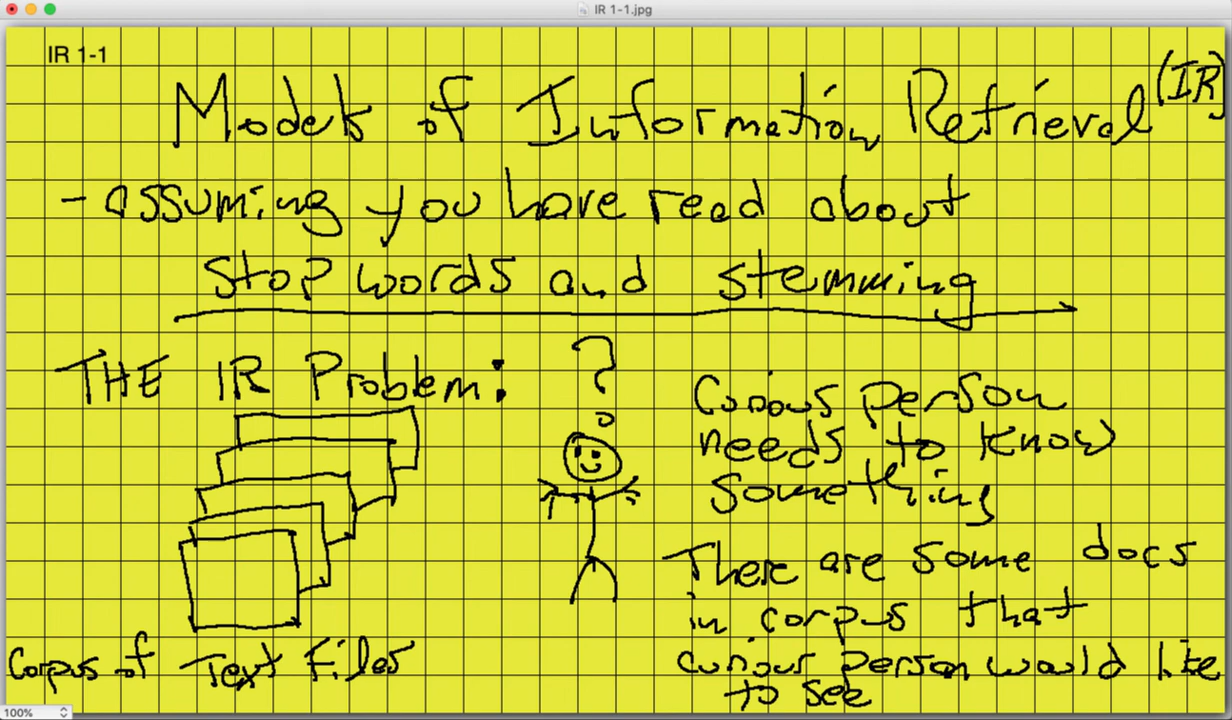 IR 1-1.jpg
IR 1-1
Models of Information Retrieval (IR)
- assuming you have read about
stop words and stemming
THE IR Problem:
?
Curious person
needs to know
something
There are some docs
in corpus that
curious person would like
to see
Corpus of Text Files
100%